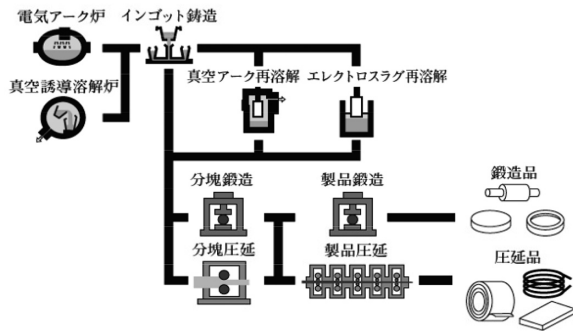 電気アーク炉
インゴット鋳造
真空誘導溶解炉
真空アーク再溶解
エレクトロスラグ再溶解
分塊鍛造
製品鍛造
鍛造品
分塊圧延
製品圧延
圧延品